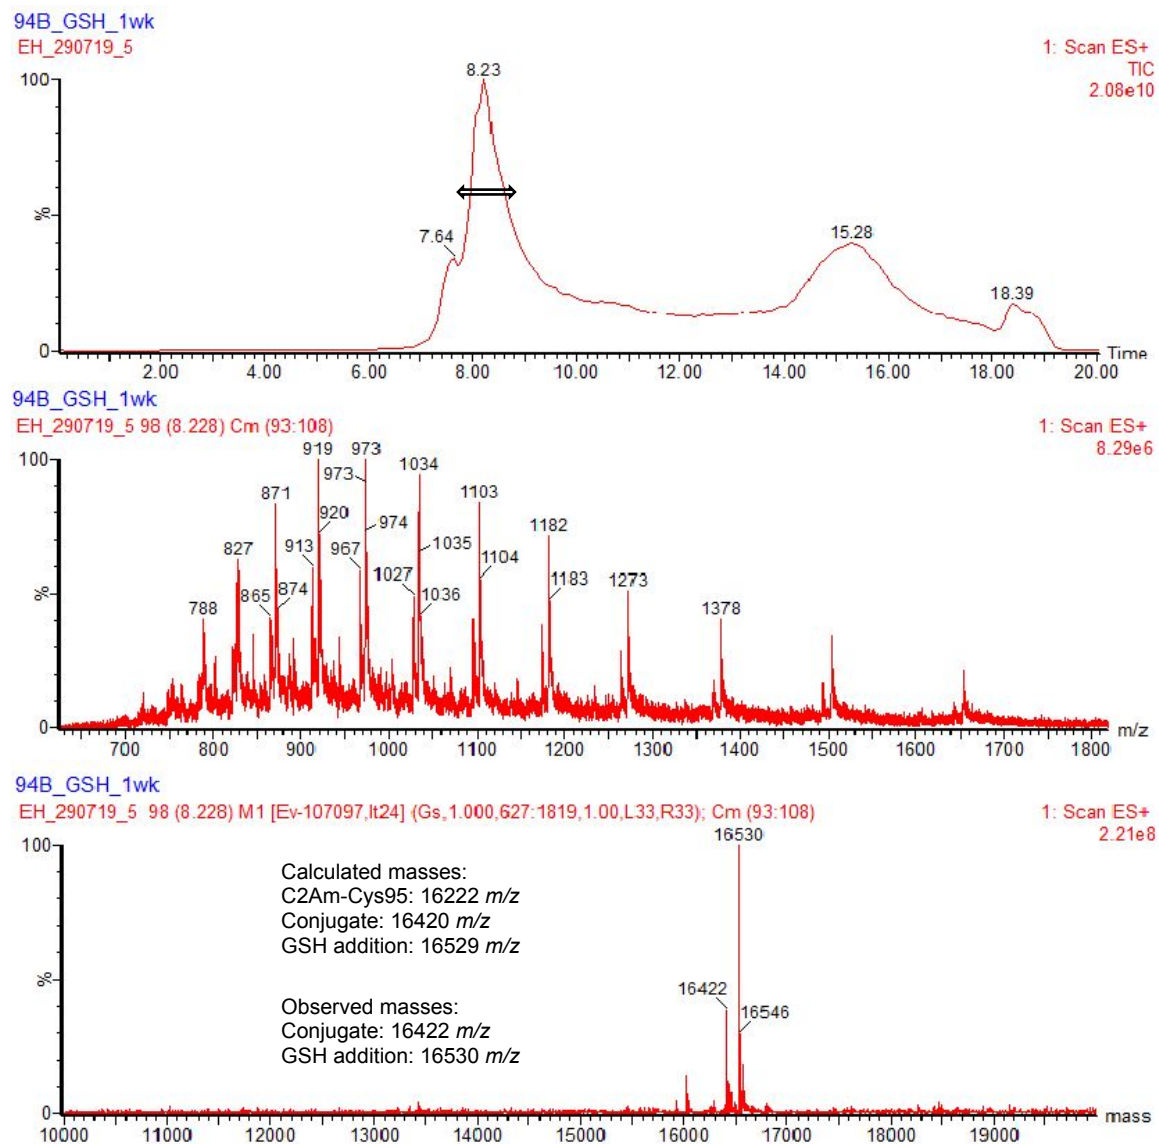 94B_GSH_1wk
EH_290719_5
1: Scan ES+
TIC
2.08e10
100
%
0
8.23
7.64
15.28
18.39
2.00 4.00 6.00 8.00 10.00 12.00 14.00 16.00 18.00 20.00
Time
94B_GSH_1wk
EH_290719_5 98 (8.228) Cm (93:108)
1: Scan ES+
8.29e6
100
%
0
919 973
973
1034
871
920
974
1103
827
913
967
1035
1104
1182
788
865
874
1027
1036
1183
1273
1378
700 800 900 1000 1100 1200 1300 1400 1500 1600 1700 1800
m/z
94B_GSH_1wk
EH_290719_5 98 (8.228) M1 [Ev-107097,It24] (Gs,1.000,627:1819,1.00,L33,R33); Cm (93:108)
1: Scan ES+
2.21e8
100
%
0
16530
16422
16546
Calculated masses:
C2Am-Cys95: 16222 m/z
Conjugate: 16420 m/z
GSH addition: 16529 m/z
Observed masses:
Conjugate: 16422 m/z
GSH addition: 16530 m/z
10000 11000 12000 13000 14000 15000 16000 17000 18000 19000
mass